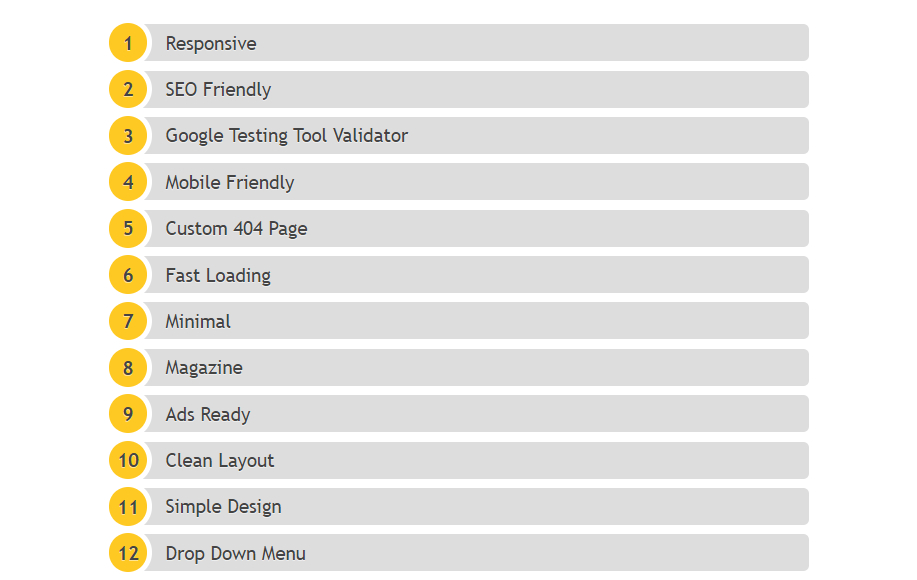 1 Responsive
2 SEO Friendly
3 Google Testing Tool Validator
4 Mobile Friendly
5 Custom 404 Page
6 Fast Loading
7 Minimal
8 Magazine
9 Ads Ready
10 Clean Layout
11 Simple Design
12 Drop Down Menu